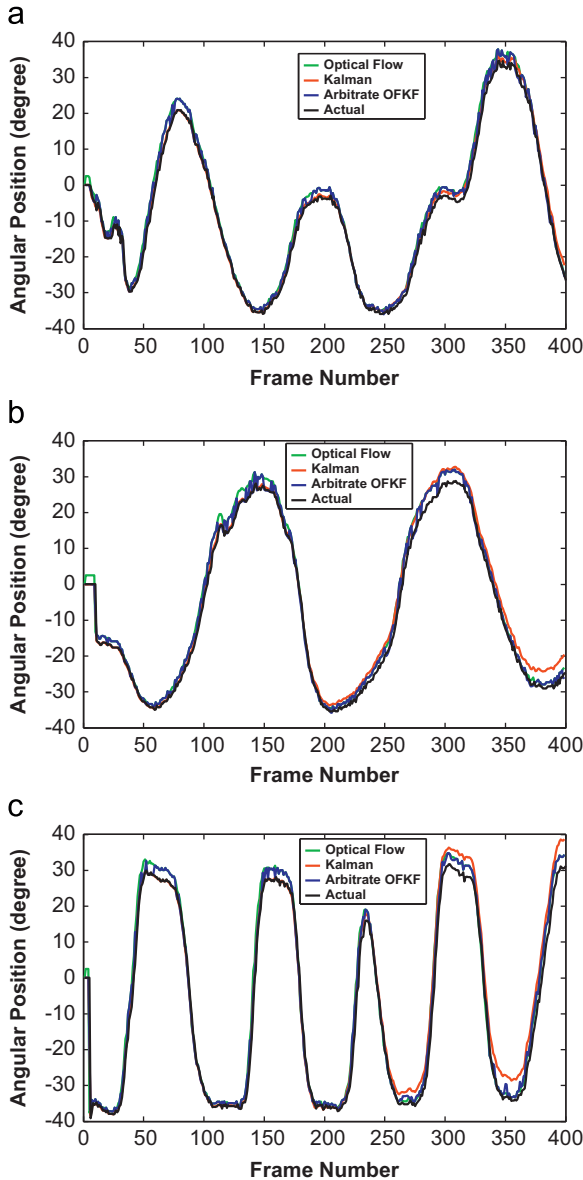 a
40
30
20
10
0
-10
-20
-30
-40
Angular Position (degree)
Optical Flow
Kalman
Arbitrate OFKF
Actual
0 50 100 150 200 250 300 350 400
Frame Number
b
40
30
20
10
0
-10
-20
-30
-40
Angular Position (degree)
Optical Flow
Kalman
Arbitrate OFKF
Actual
0 50 100 150 200 250 300 350 400
Frame Number
c
40
30
20
10
0
-10
-20
-30
-40
Angular Position (degree)
Optical Flow
Kalman
Arbitrate OFKF
Actual
0 50 100 150 200 250 300 350 400
Frame Number